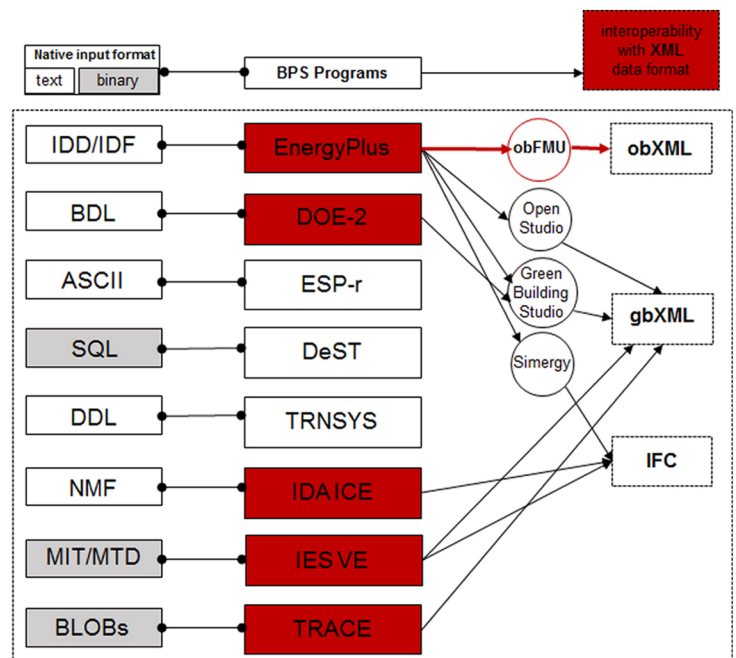 Native input format
text
binary
BPS Programs
interoperability
with XML
data format
IDD/IDF
EnergyPlus
obFMU
obXML
BDL
DOE-2
Open
Studio
ASCII
ESP-r
Green
Building
Studio
gbXML
SQL
DeST
Simergy
DDL
TRNSYS
IFC
NMF
IDA ICE
MIT/MTD
IES VE
BLOBs
TRACE